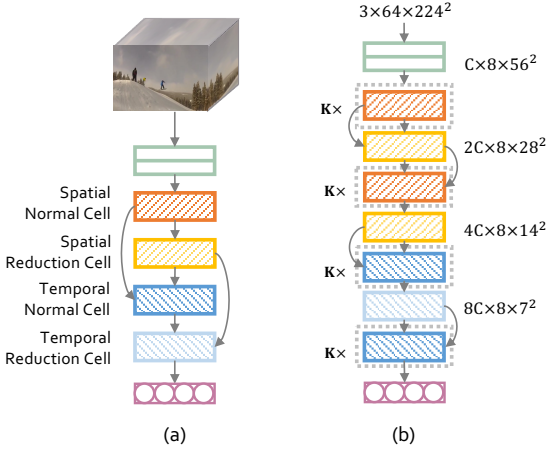 3×64×224²
C×8×56²
K×
2C×8×28²
K×
4C×8×14²
K×
8C×8×7²
K×
Spatial
Normal Cell
Spatial
Reduction Cell
Temporal
Normal Cell
Temporal
Reduction Cell
(a)
(b)